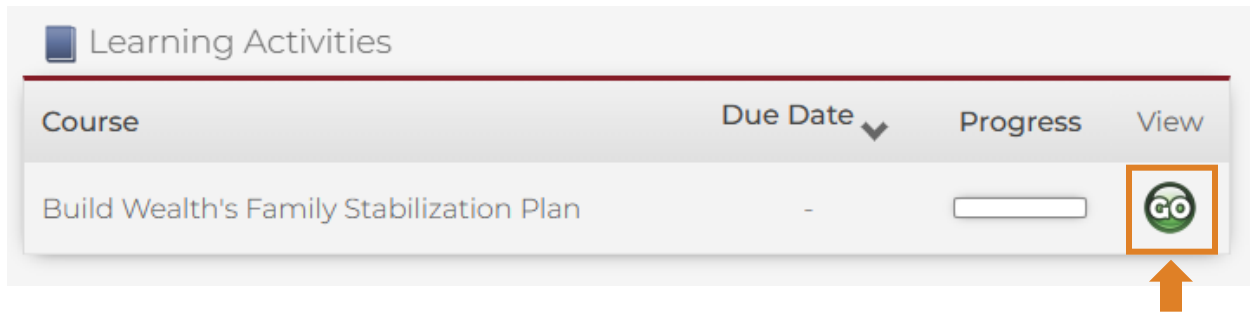 Learning Activities
Course Due Date Progress View
Build Wealth's Family Stabilization Plan - GO